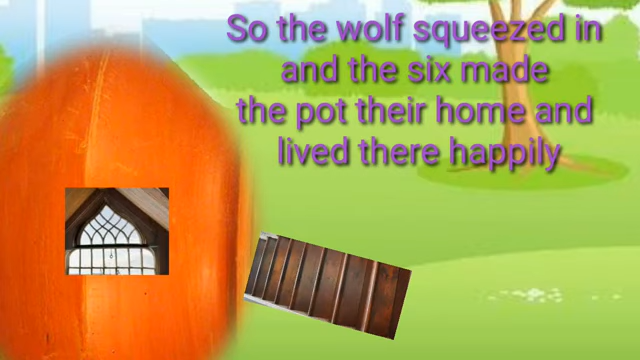 So the wolf squeezed in
and the six made
the pot their home and
lived there happily